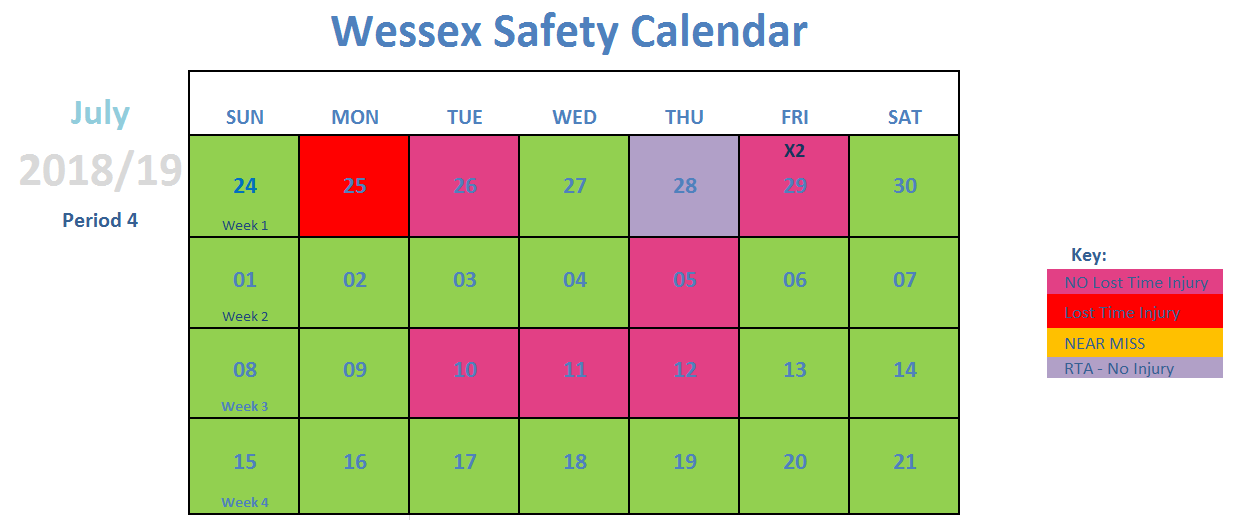 Wessex Safety Calendar
July
2018/19
Period 4
SUN MON TUE WED THU FRI SAT
X2
24 25 26 27 28 29 30
Week 1
01 02 03 04 05 06 07
Week 2
08 09 10 11 12 13 14
Week 3
15 16 17 18 19 20 21
Week 4
Key:
NO Lost Time Injury
Lost Time Injury
NEAR MISS
RTA - No Injury